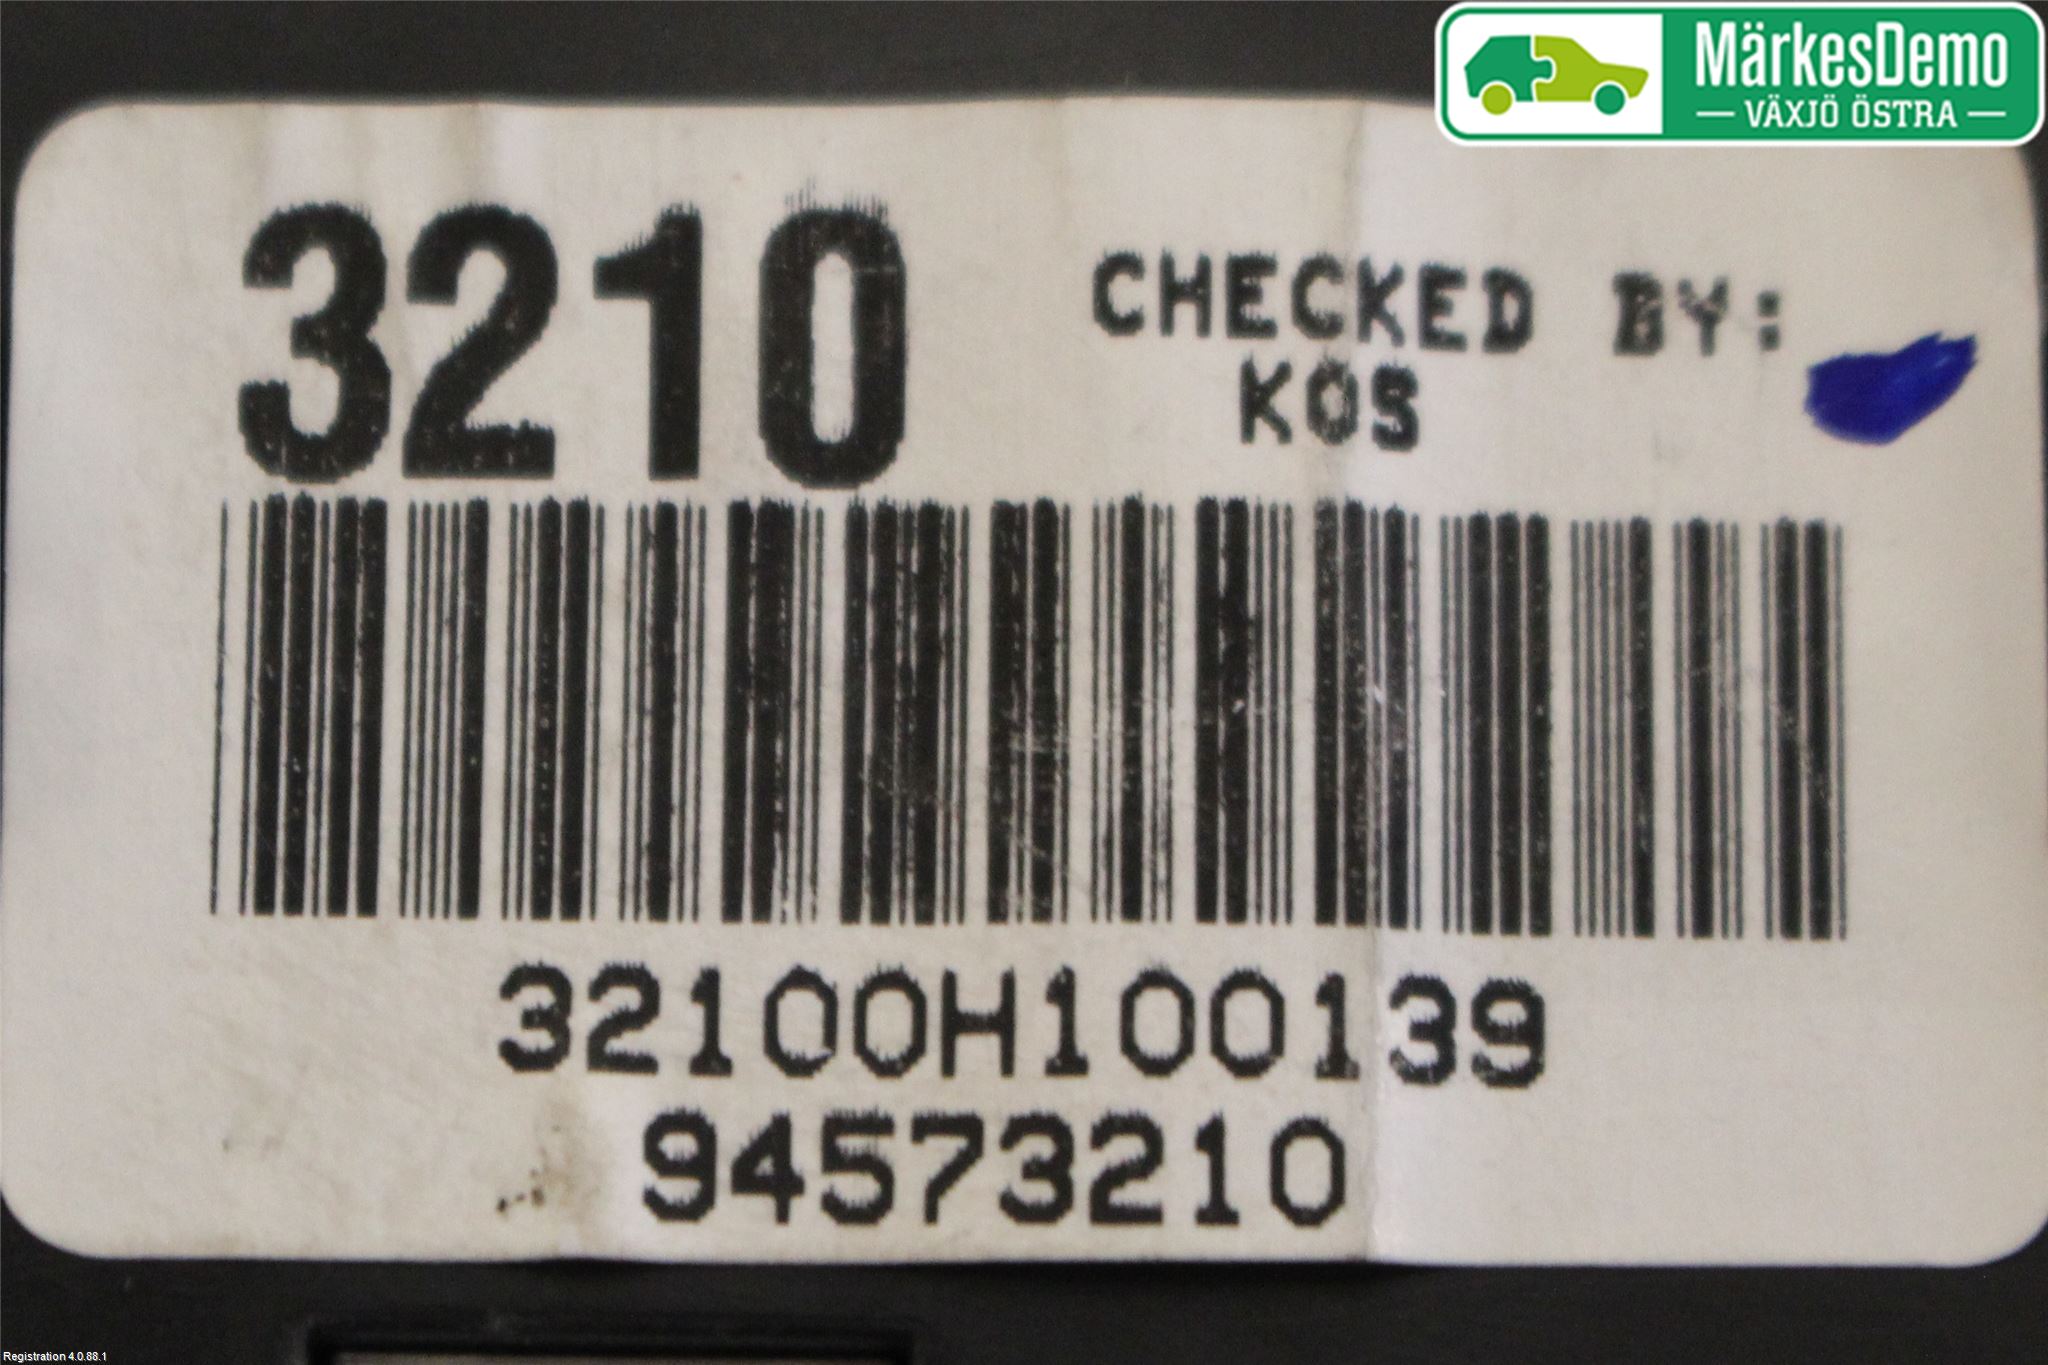 MärkesDemo
— VÄXJÖ ÖSTRA —
3210
CHECKED BY:
KOS
32100H100139
94573210
Registration 4.0.88.1